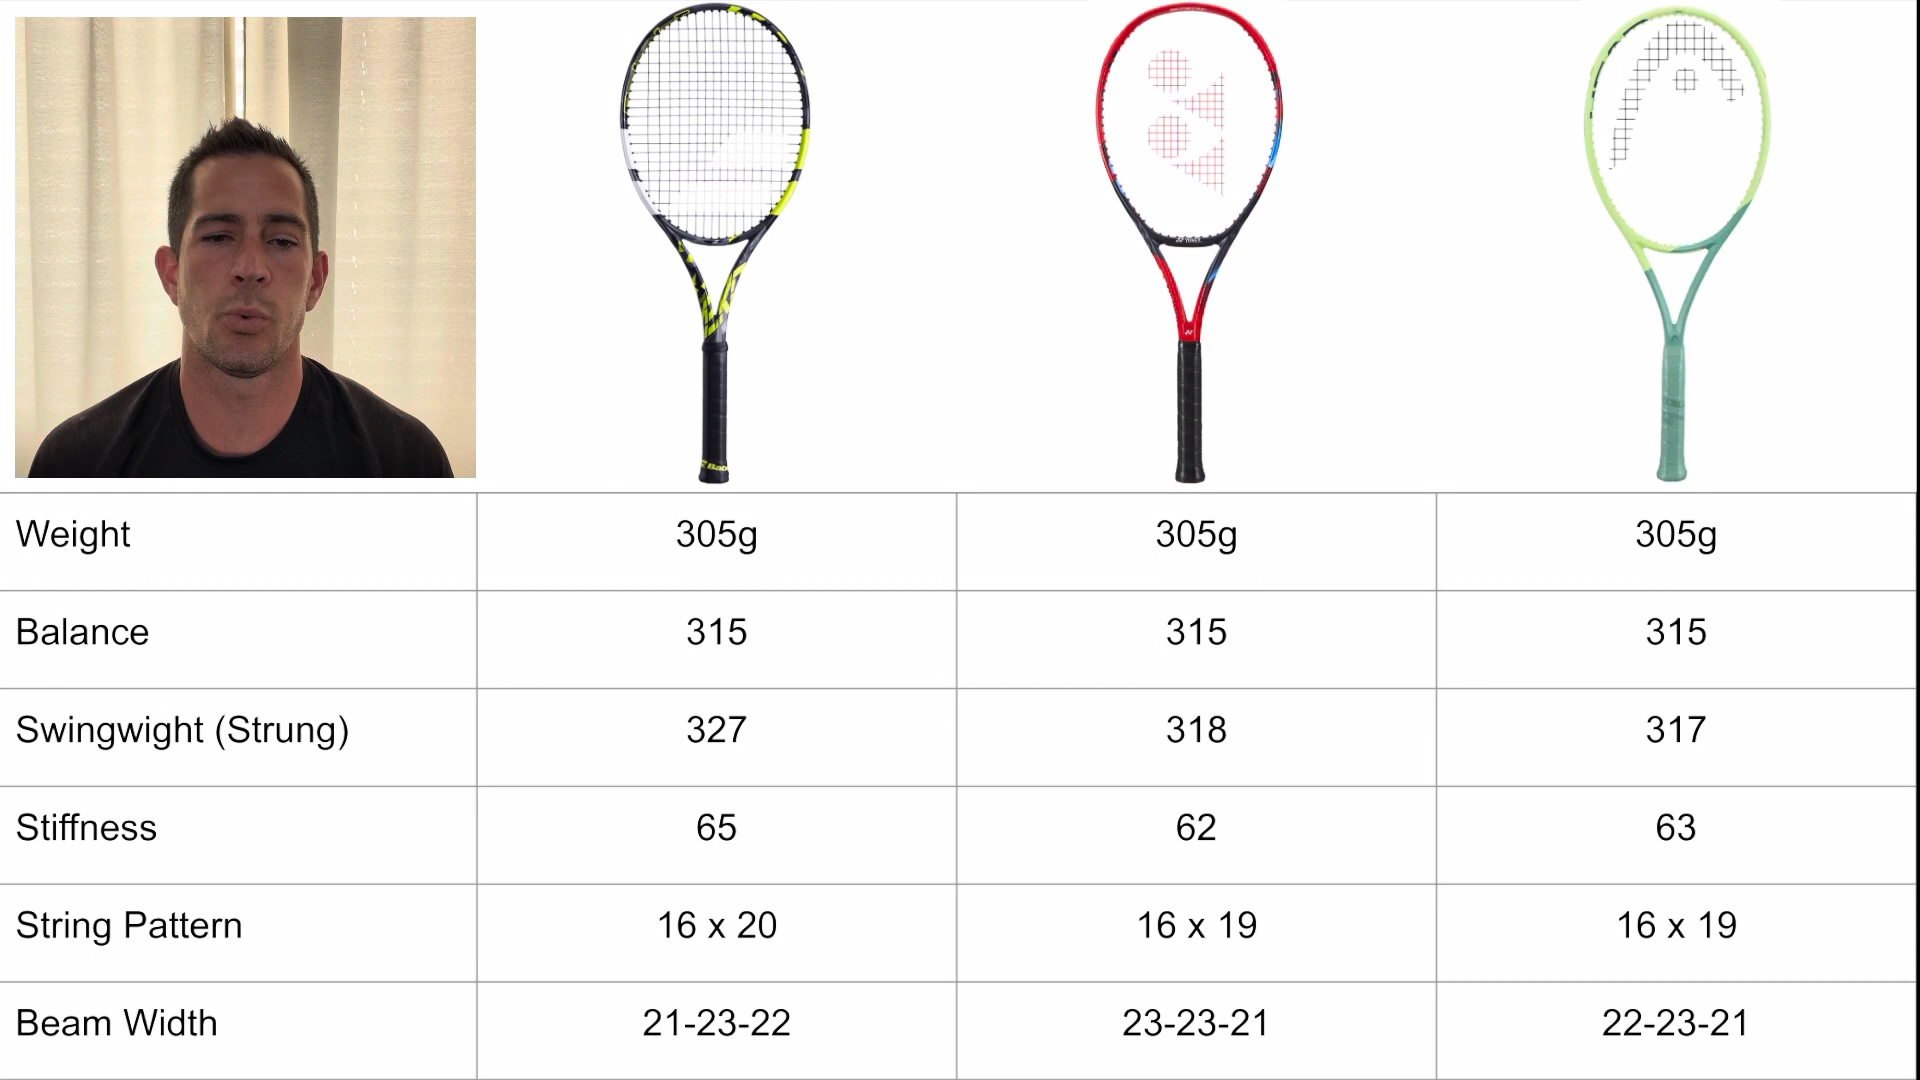 Weight 305g 305g 305g
Balance 315 315 315
Swingwight (Strung) 327 318 317
Stiffness 65 62 63
String Pattern 16 x 20 16 x 19 16 x 19
Beam Width 21-23-22 23-23-21 22-23-21